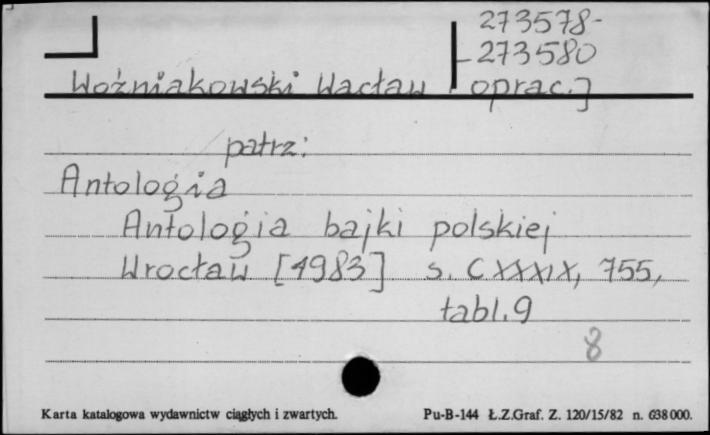 273578-
-273580
Woźniakowski Wacław [oprac.]
patrz:
Antologia
Antologia bajki polskiej
Wrocław [1983] s. CXXXIX, 755,
tabl.9
8
Karta katalogowa wydawnictw ciągłych i zwartych. Pu-B-144 Ł.Z.Graf. Z. 120/15/82 n. 638 000.